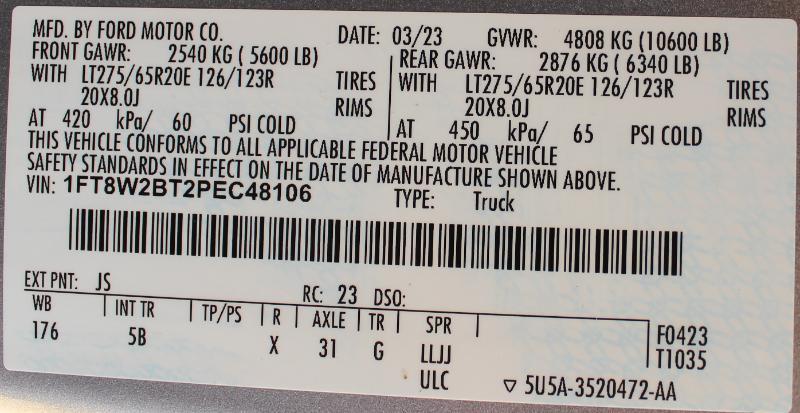 MFD. BY FORD MOTOR CO. DATE: 03/23 GVWR: 4808 KG (10600 LB)
FRONT GAWR: 2540 KG ( 5600 LB) REAR GAWR: 2876 KG ( 6340 LB)
WITH LT275/65R20E 126/123R TIRES WITH LT275/65R20E 126/123R TIRES
20X8.0J RIMS 20X8.0J RIMS
AT 420 kPa/ 60 PSI COLD AT 450 kPa/ 65 PSI COLD
THIS VEHICLE CONFORMS TO ALL APPLICABLE FEDERAL MOTOR VEHICLE
SAFETY STANDARDS IN EFFECT ON THE DATE OF MANUFACTURE SHOWN ABOVE.
VIN: 1FT8W2BT2PEC48106 TYPE: Truck
EXT PNT: JS RC: 23 DSO:
WB INT TR TP/PS R AXLE TR SPR F0423
176 5B X 31 G LLJJ T1035
ULC 5U5A-3520472-AA